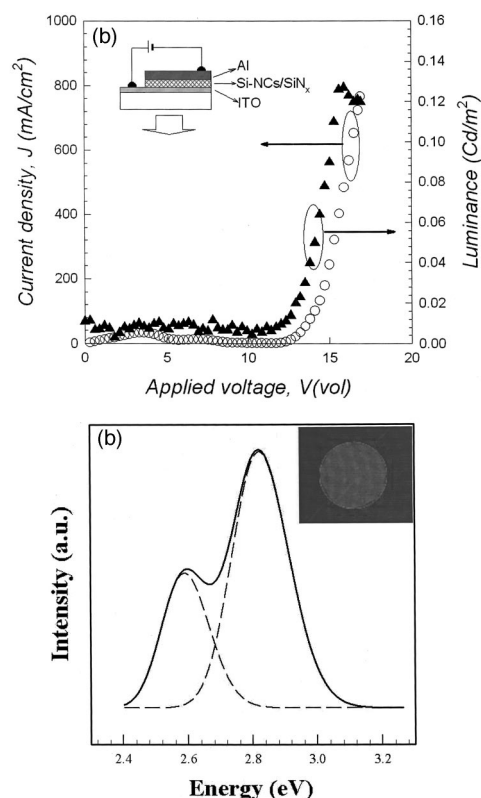 (b)
Al
Si-NCs/SiNx
ITO
Current density, J (mA/cm²)
1000
800
600
400
200
0
Luminance (Cd/m²)
0.16
0.14
0.12
0.10
0.08
0.06
0.04
0.02
0.00
0
5
10
15
20
Applied voltage, V(vol)
(b)
Intensity (a.u.)
2.4
2.6
2.8
3.0
3.2
Energy (eV)